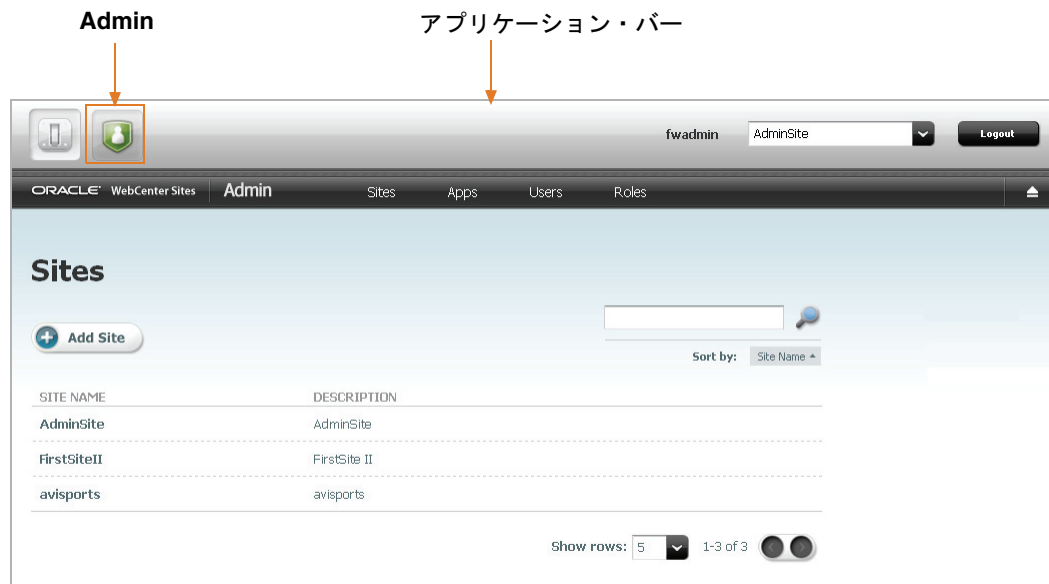 Admin アプリケーション・バー
fwadmin AdminSite Logout
ORACLE WebCenter Sites Admin Sites Apps Users Roles
Sites
Add Site
Sort by: Site Name
SITE NAME DESCRIPTION
AdminSite AdminSite
FirstSiteII FirstSite II
avisports avisports
Show rows: 5 1-3 of 3